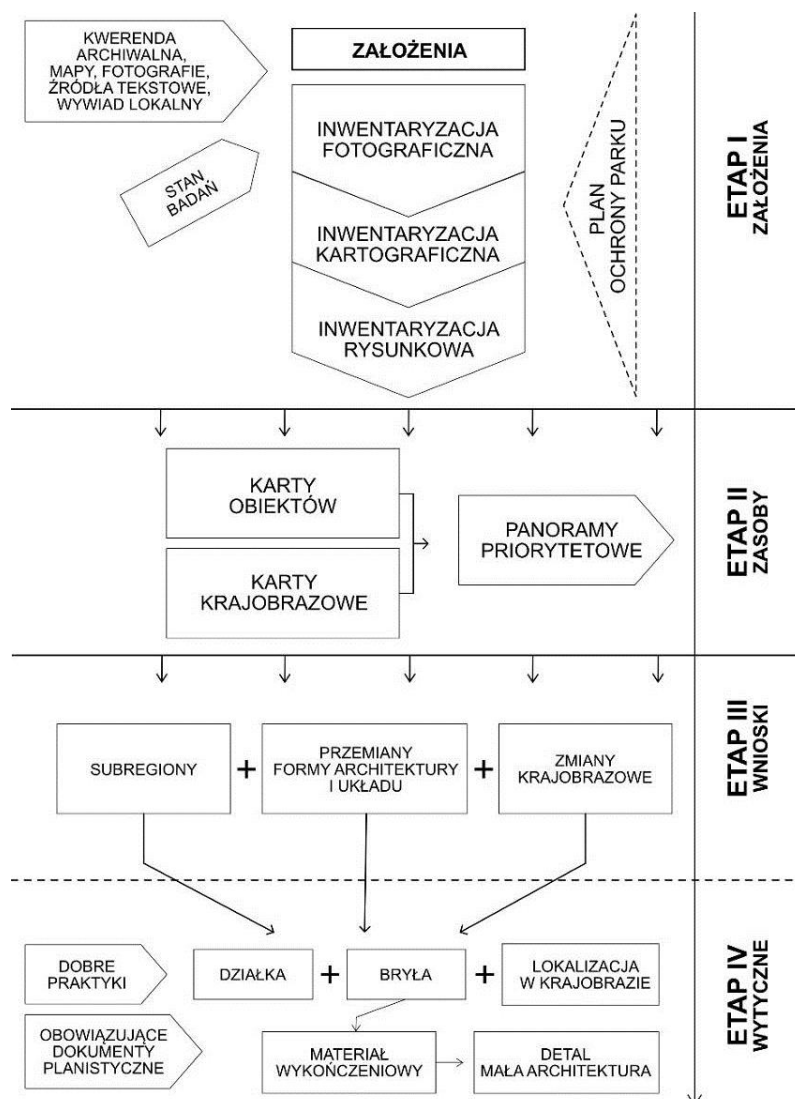 KWERENDA
ARCHIWALNA,
MAPY, FOTOGRAFIE,
ŹRÓDŁA TEKSTOWE,
WYWIAD LOKALNY
ZAŁOŻENIA
STAN
BADAŃ
INWENTARYZACJA
FOTOGRAFICZNA
INWENTARYZACJA
KARTOGRAFICZNA
INWENTARYZACJA
RYSUNKOWA
PLAN
OCHRONY PARKU
ETAP I
ZAŁOŻENIA
KARTY
OBIEKTÓW
KARTY
KRAJOBRAZOWE
PANORAMY
PRIORYTETOWE
ETAP II
ZASOBY
SUBREGIONY
+
PRZEMIANY
FORMY ARCHITEKTURY
I UKŁADU
+
ZMIANY
KRAJOBRAZOWE
ETAP III
WNIOSKI
DOBRE
PRAKTYKI
DZIAŁKA
+
BRYŁA
+
LOKALIZACJA
W KRAJOBRAZIE
OBOWIĄZUJĄCE
DOKUMENTY
PLANISTYCZNE
MATERIAŁ
WYKOŃCZENIOWY
DETAL
MAŁA ARCHITEKTURA
ETAP IV
WYTYCZNE